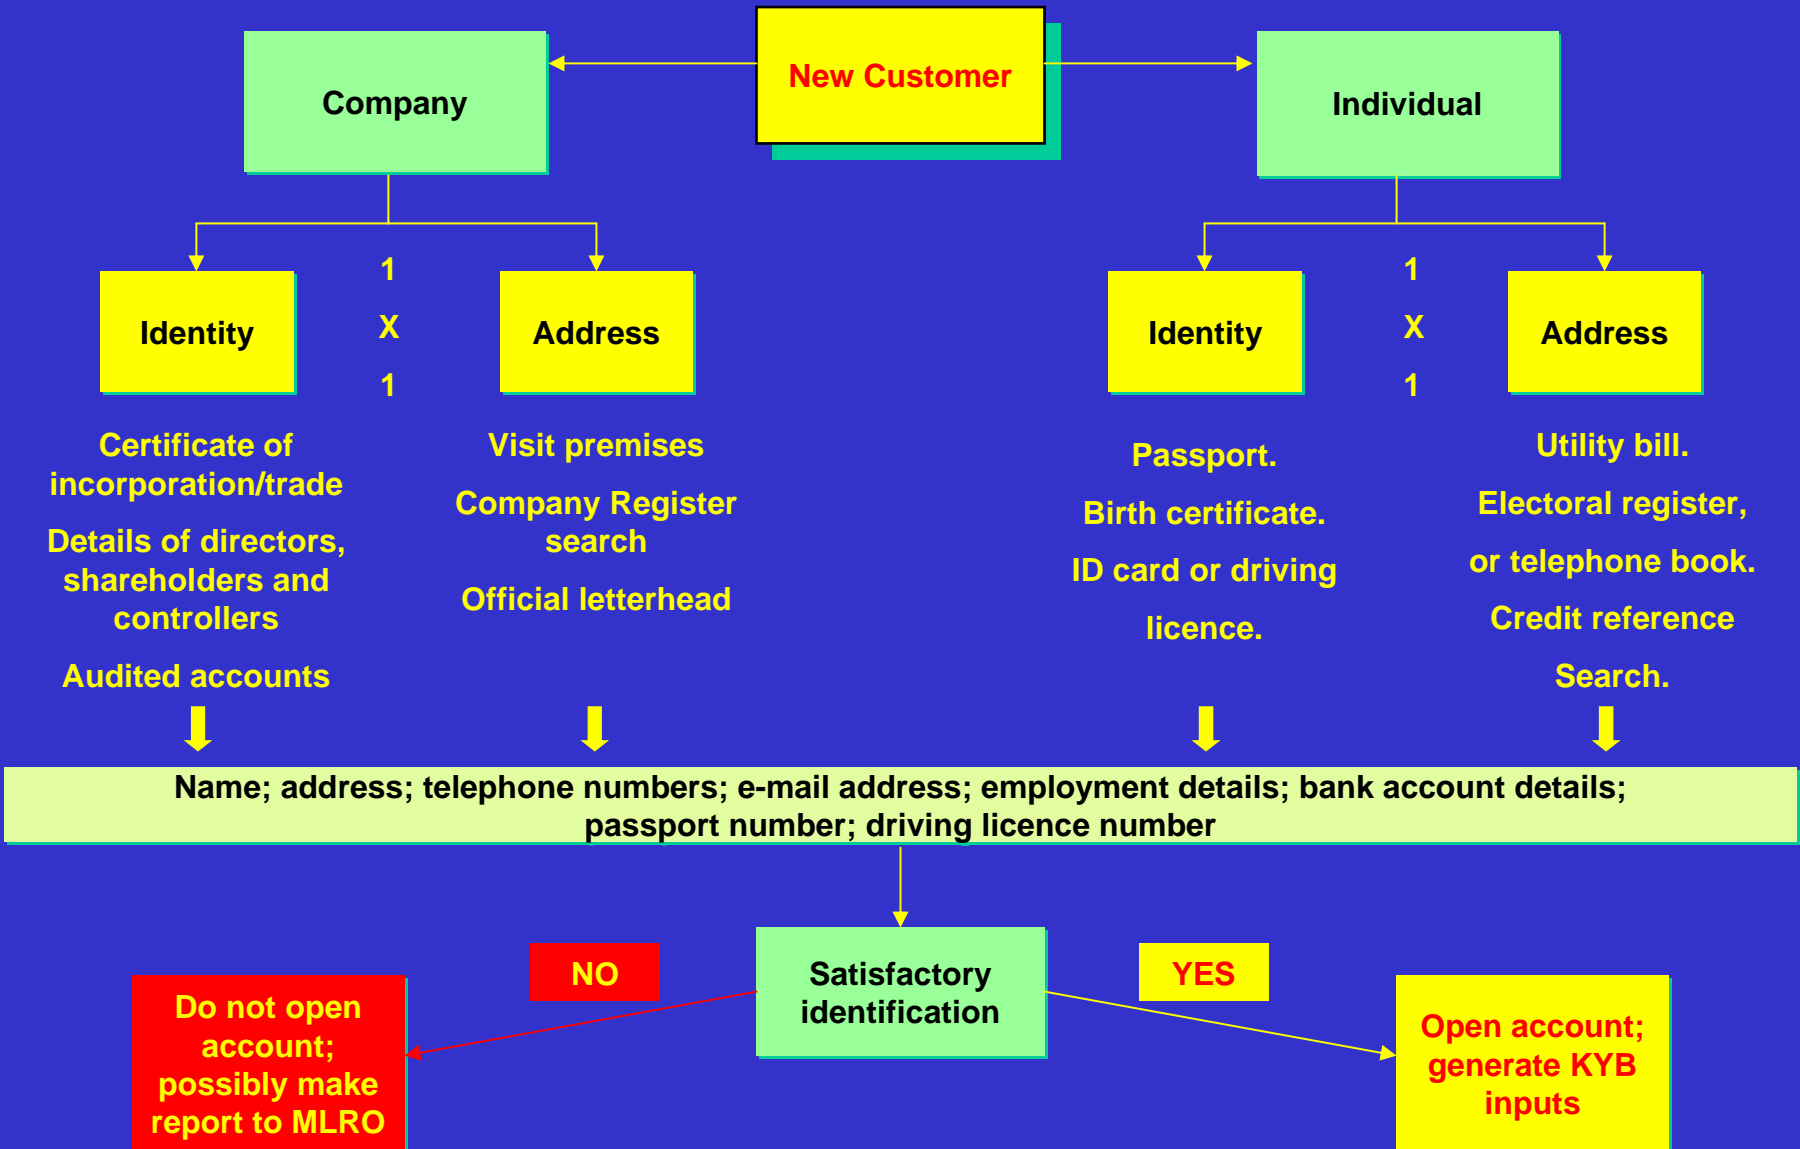 New Customer
Company
Individual
Identity
1
X
1
Address
Identity
1
X
1
Address
Certificate of
incorporation/trade
Details of directors,
shareholders and
controllers
Audited accounts
Visit premises
Company Register
search
Official letterhead
Passport.
Birth certificate.
ID card or driving
licence.
Utility bill.
Electoral register,
or telephone book.
Credit reference
Search.
Name; address; telephone numbers; e-mail address; employment details; bank account details;
passport number; driving licence number
NO
Satisfactory
identification
YES
Do not open
account;
possibly make
report to MLRO
Open account;
generate KYB
inputs